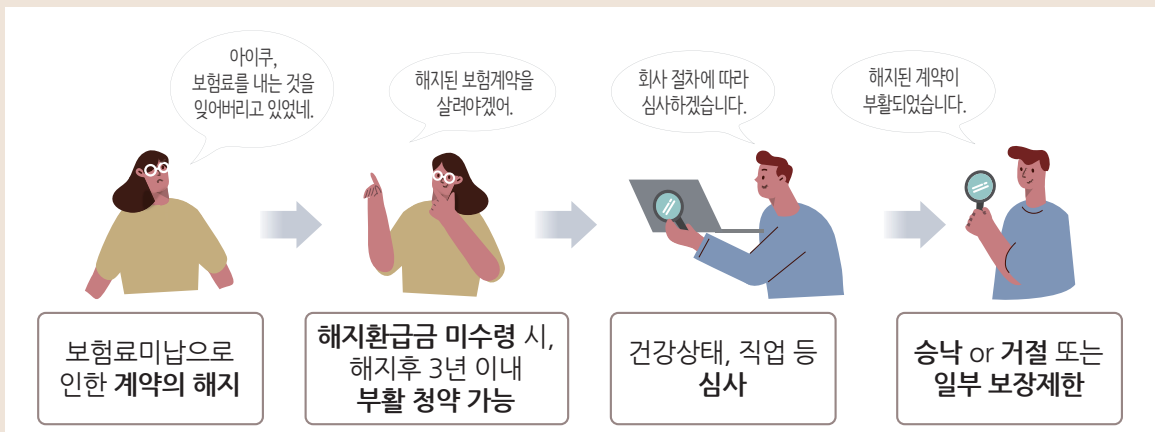 아이쿠,
보험료를 내는 것을
잊어버리고 있었네.
해지된 보험계약을
살려야겠어.
회사 절차에 따라
심사하겠습니다.
해지된 계약이
부활되었습니다.
보험료미납으로
인한 계약의 해지
해지환급금 미수령 시,
해지후 3년 이내
부활 청약 가능
건강상태, 직업 등
심사
승낙 or 거절 또는
일부 보장제한